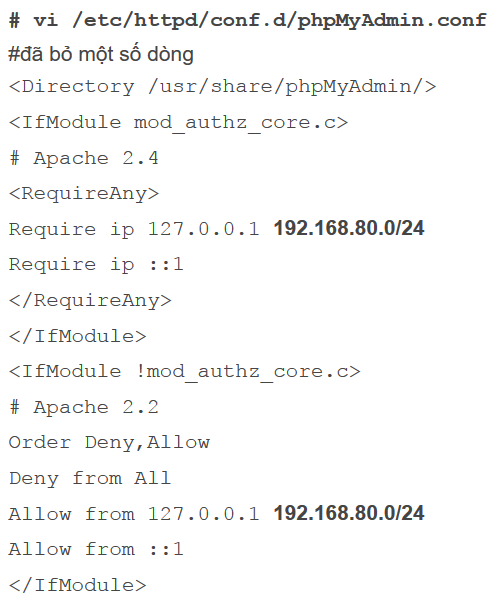 # vi /etc/httpd/conf.d/phpMyAdmin.conf
#đã bỏ một số dòng
<Directory /usr/share/phpMyAdmin/>
<IfModule mod_authz_core.c>
# Apache 2.4
<RequireAny>
Require ip 127.0.0.1 192.168.80.0/24
Require ip ::1
</RequireAny>
</IfModule>
<IfModule !mod_authz_core.c>
# Apache 2.2
Order Deny,Allow
Deny from All
Allow from 127.0.0.1 192.168.80.0/24
Allow from ::1
</IfModule>